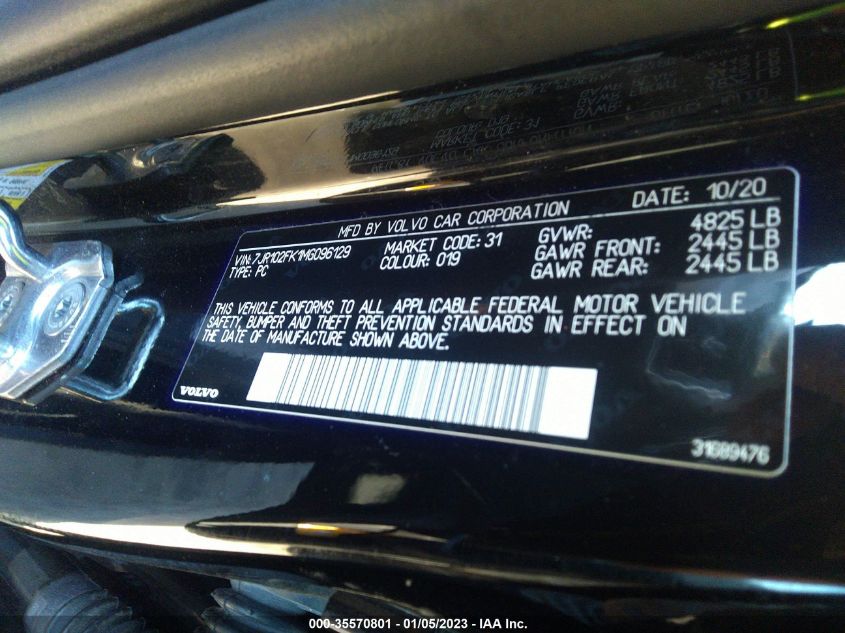 MFD BY VOLVO CAR CORPORATION DATE: 10/20
VIN: 7JR102FK1MG096129 MARKET CODE: 31 GVWR: 4825 LB
TYPE: PC COLOUR: 019 GAWR FRONT: 2445 LB
GAWR REAR: 2445 LB
THIS VEHICLE CONFORMS TO ALL APPLICABLE FEDERAL MOTOR VEHICLE
SAFETY, BUMPER AND THEFT PREVENTION STANDARDS IN EFFECT ON
THE DATE OF MANUFACTURE SHOWN ABOVE.
VOLVO
31689476
000-35570801 - 01/05/2023 - IAA Inc.